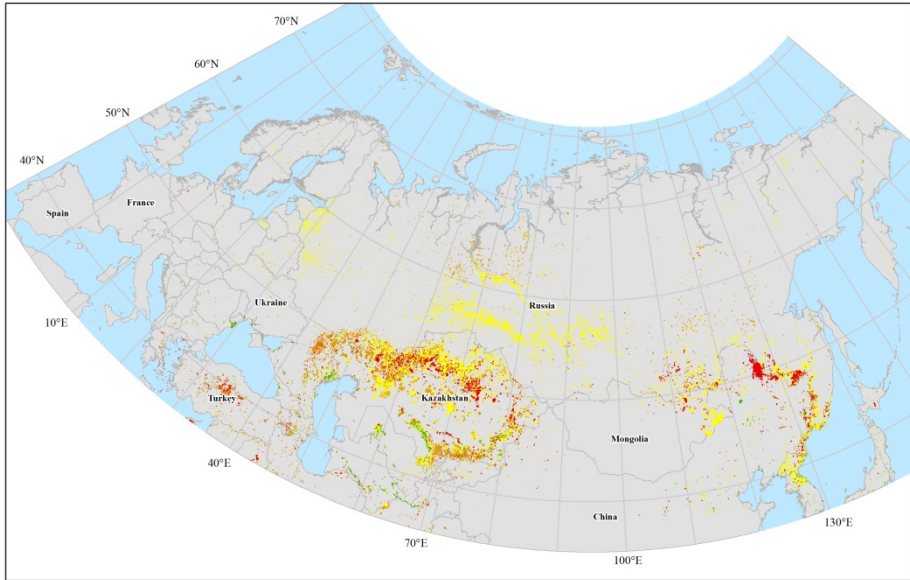 70°N
60°N
50°N
40°N
Spain
France
Ukraine
Russia
10°E
Turkey
Kazakhstan
Mongolia
40°E
China
130°E
70°E
100°E